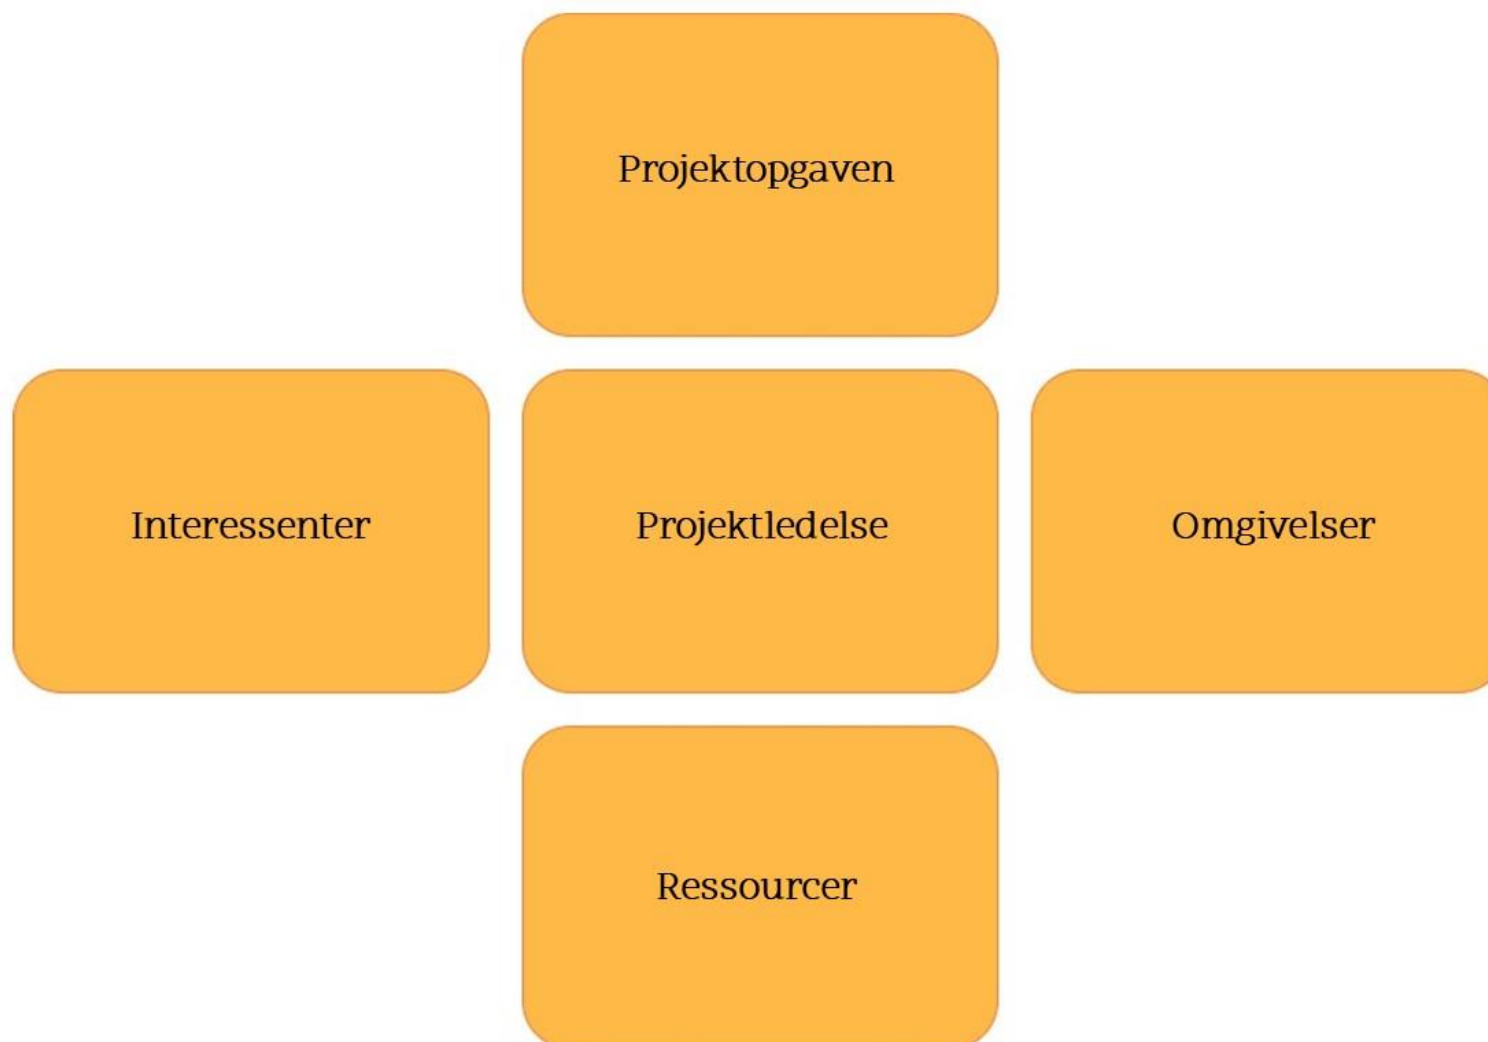 Projektopgaven
Interessenter
Projektledelse
Omgivelser
Ressourcer